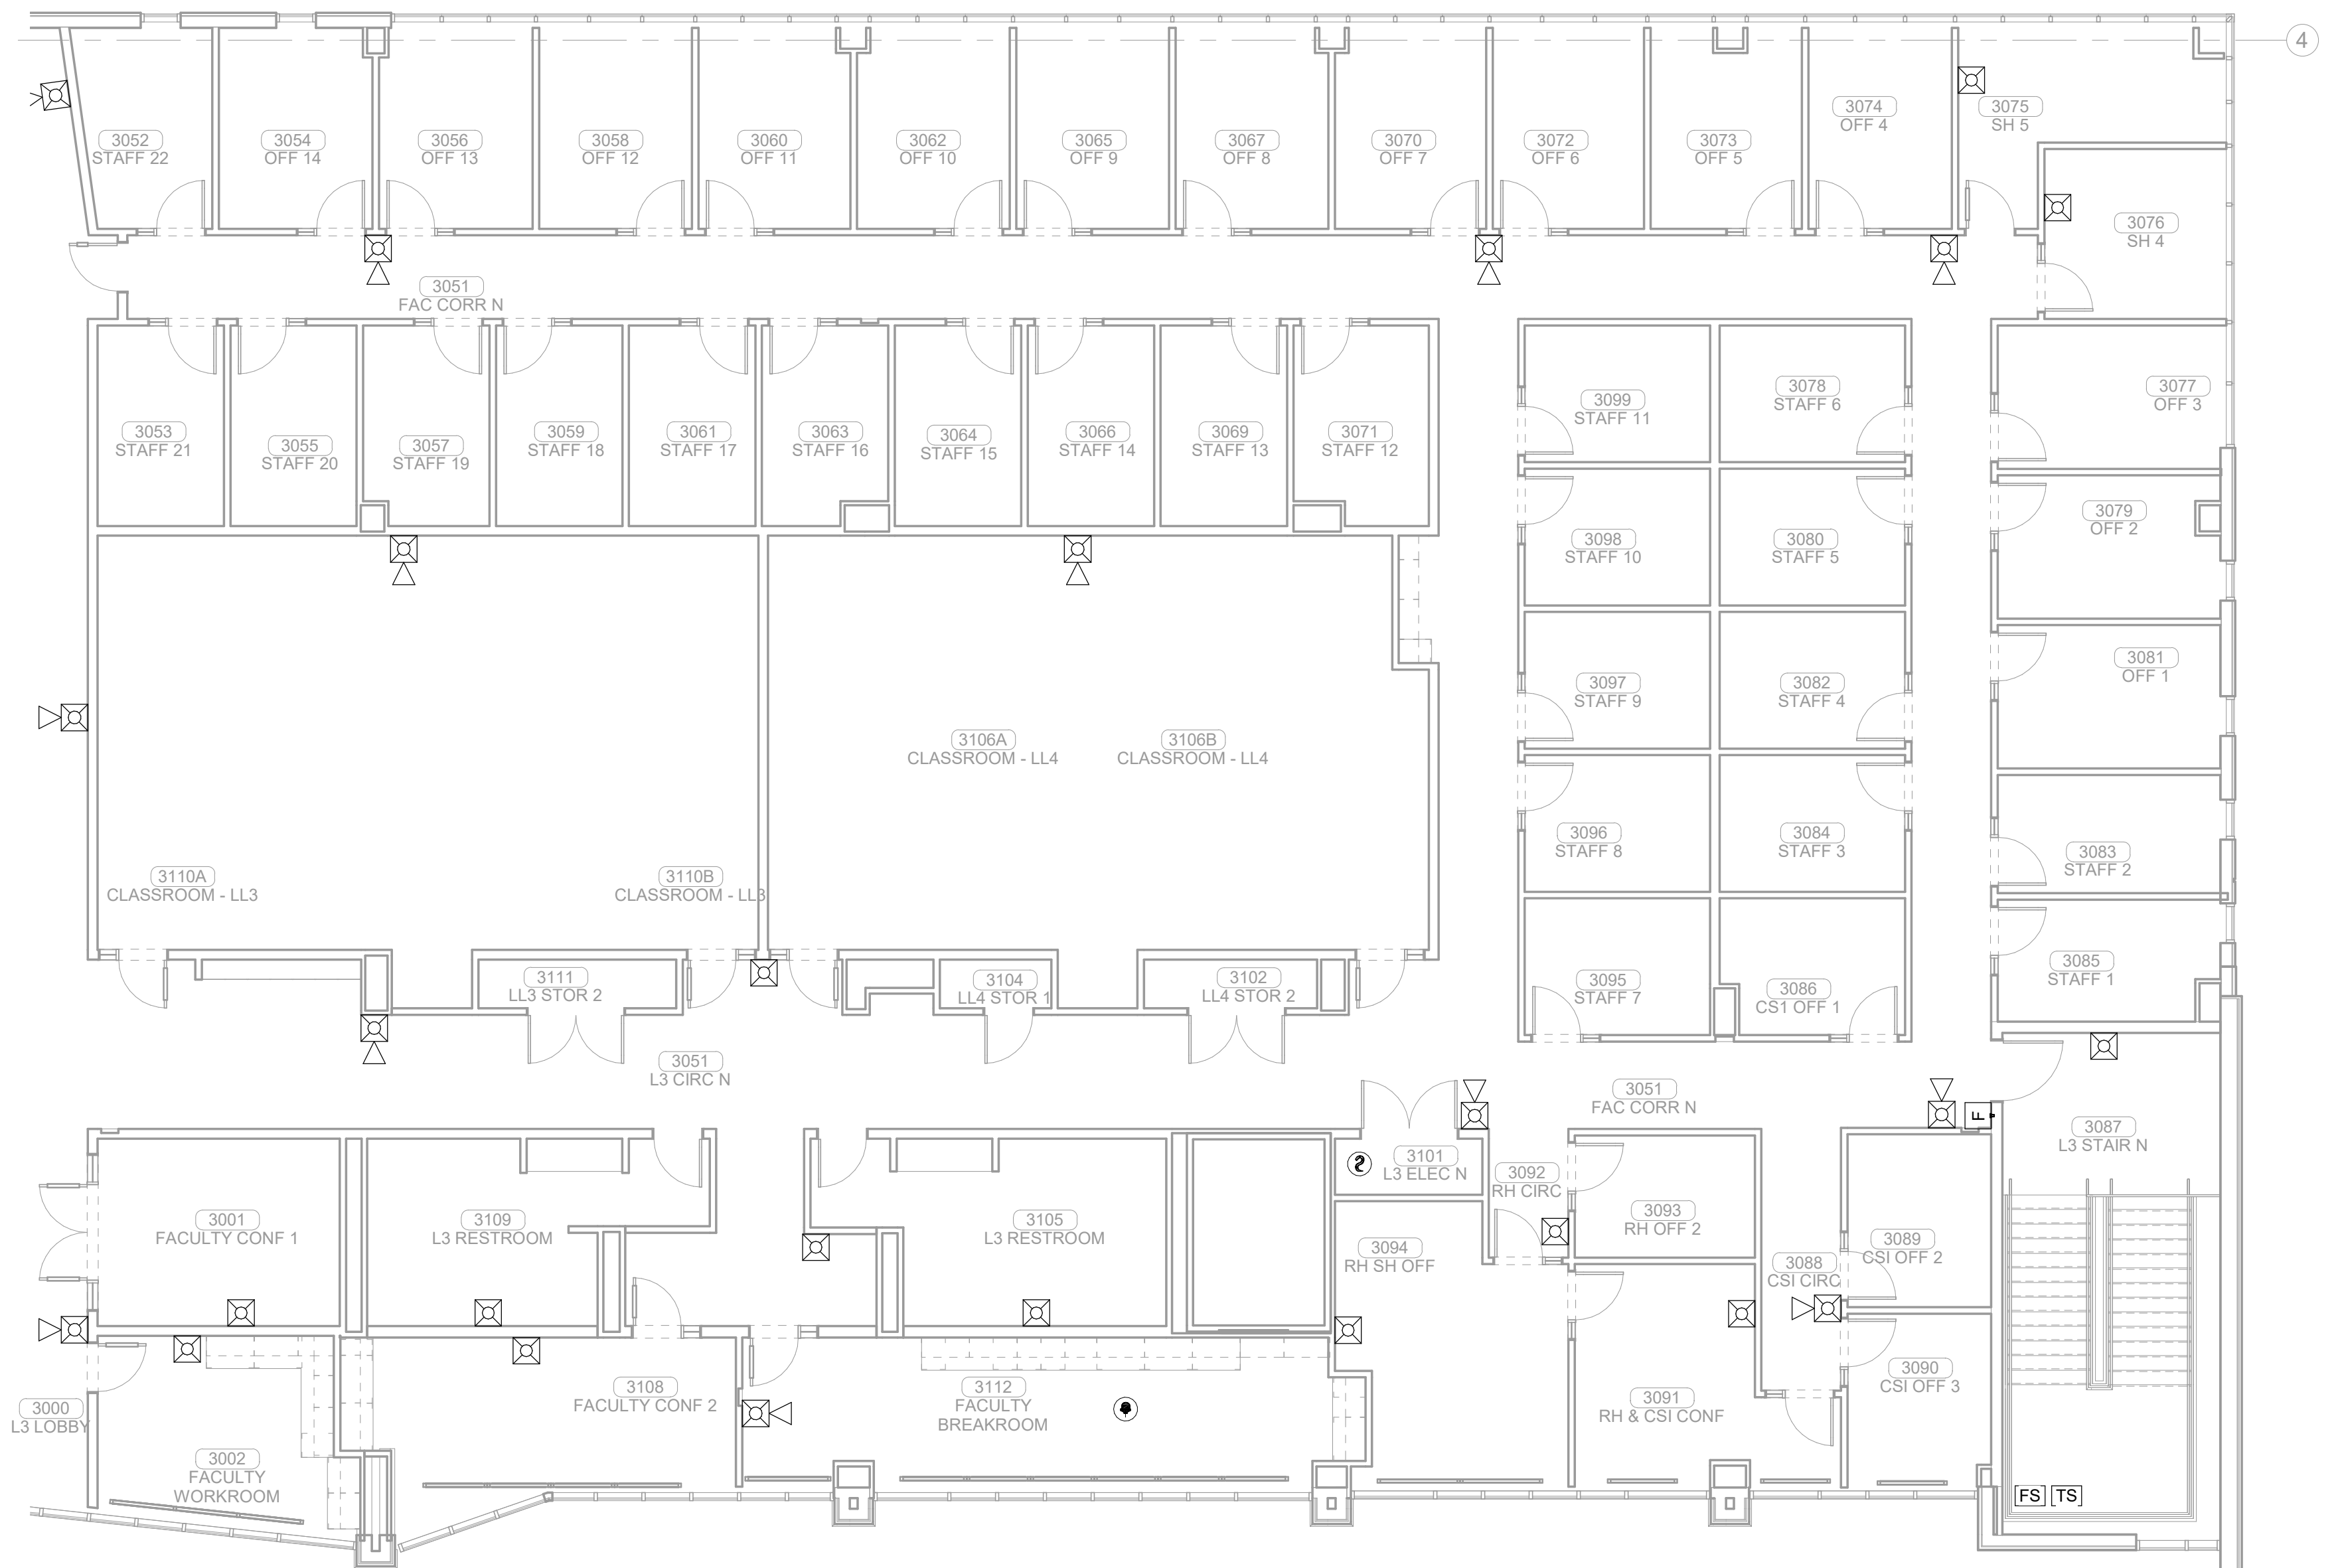 4
3052
STAFF 22
3054
OFF 14
3056
OFF 13
3058
OFF 12
3060
OFF 11
3062
OFF 10
3065
OFF 9
3067
OFF 8
3070
OFF 7
3072
OFF 6
3073
OFF 5
3074
OFF 4
3075
SH 5
3076
SH 4
3051
FAC CORR N
3053
STAFF 21
3055
STAFF 20
3057
STAFF 19
3059
STAFF 18
3061
STAFF 17
3063
STAFF 16
3064
STAFF 15
3066
STAFF 14
3069
STAFF 13
3071
STAFF 12
3099
STAFF 11
3078
STAFF 6
3077
OFF 3
3098
STAFF 10
3080
STAFF 5
3079
OFF 2
3097
STAFF 9
3082
STAFF 4
3081
OFF 1
3106A
CLASSROOM - LL4
3106B
CLASSROOM - LL4
3096
STAFF 8
3084
STAFF 3
3083
STAFF 2
3110A
CLASSROOM - LL3
3110B
CLASSROOM - LL3
3111
LL3 STOR 2
3104
LL4 STOR 1
3102
LL4 STOR 2
3095
STAFF 7
3086
CS1 OFF 1
3085
STAFF 1
3051
L3 CIRC N
3051
FAC CORR N
F
3087
L3 STAIR N
3101
L3 ELEC N
3092
RH CIRC
3093
RH OFF 2
3089
CSI OFF 2
3088
CSI CIRC
3001
FACULTY CONF 1
3109
L3 RESTROOM
3105
L3 RESTROOM
3094
RH SH OFF
3108
FACULTY CONF 2
3112
FACULTY
BREAKROOM
3091
RH & CSI CONF
3090
CSI OFF 3
3000
L3 LOBBY
3002
FACULTY
WORKROOM
FS TS